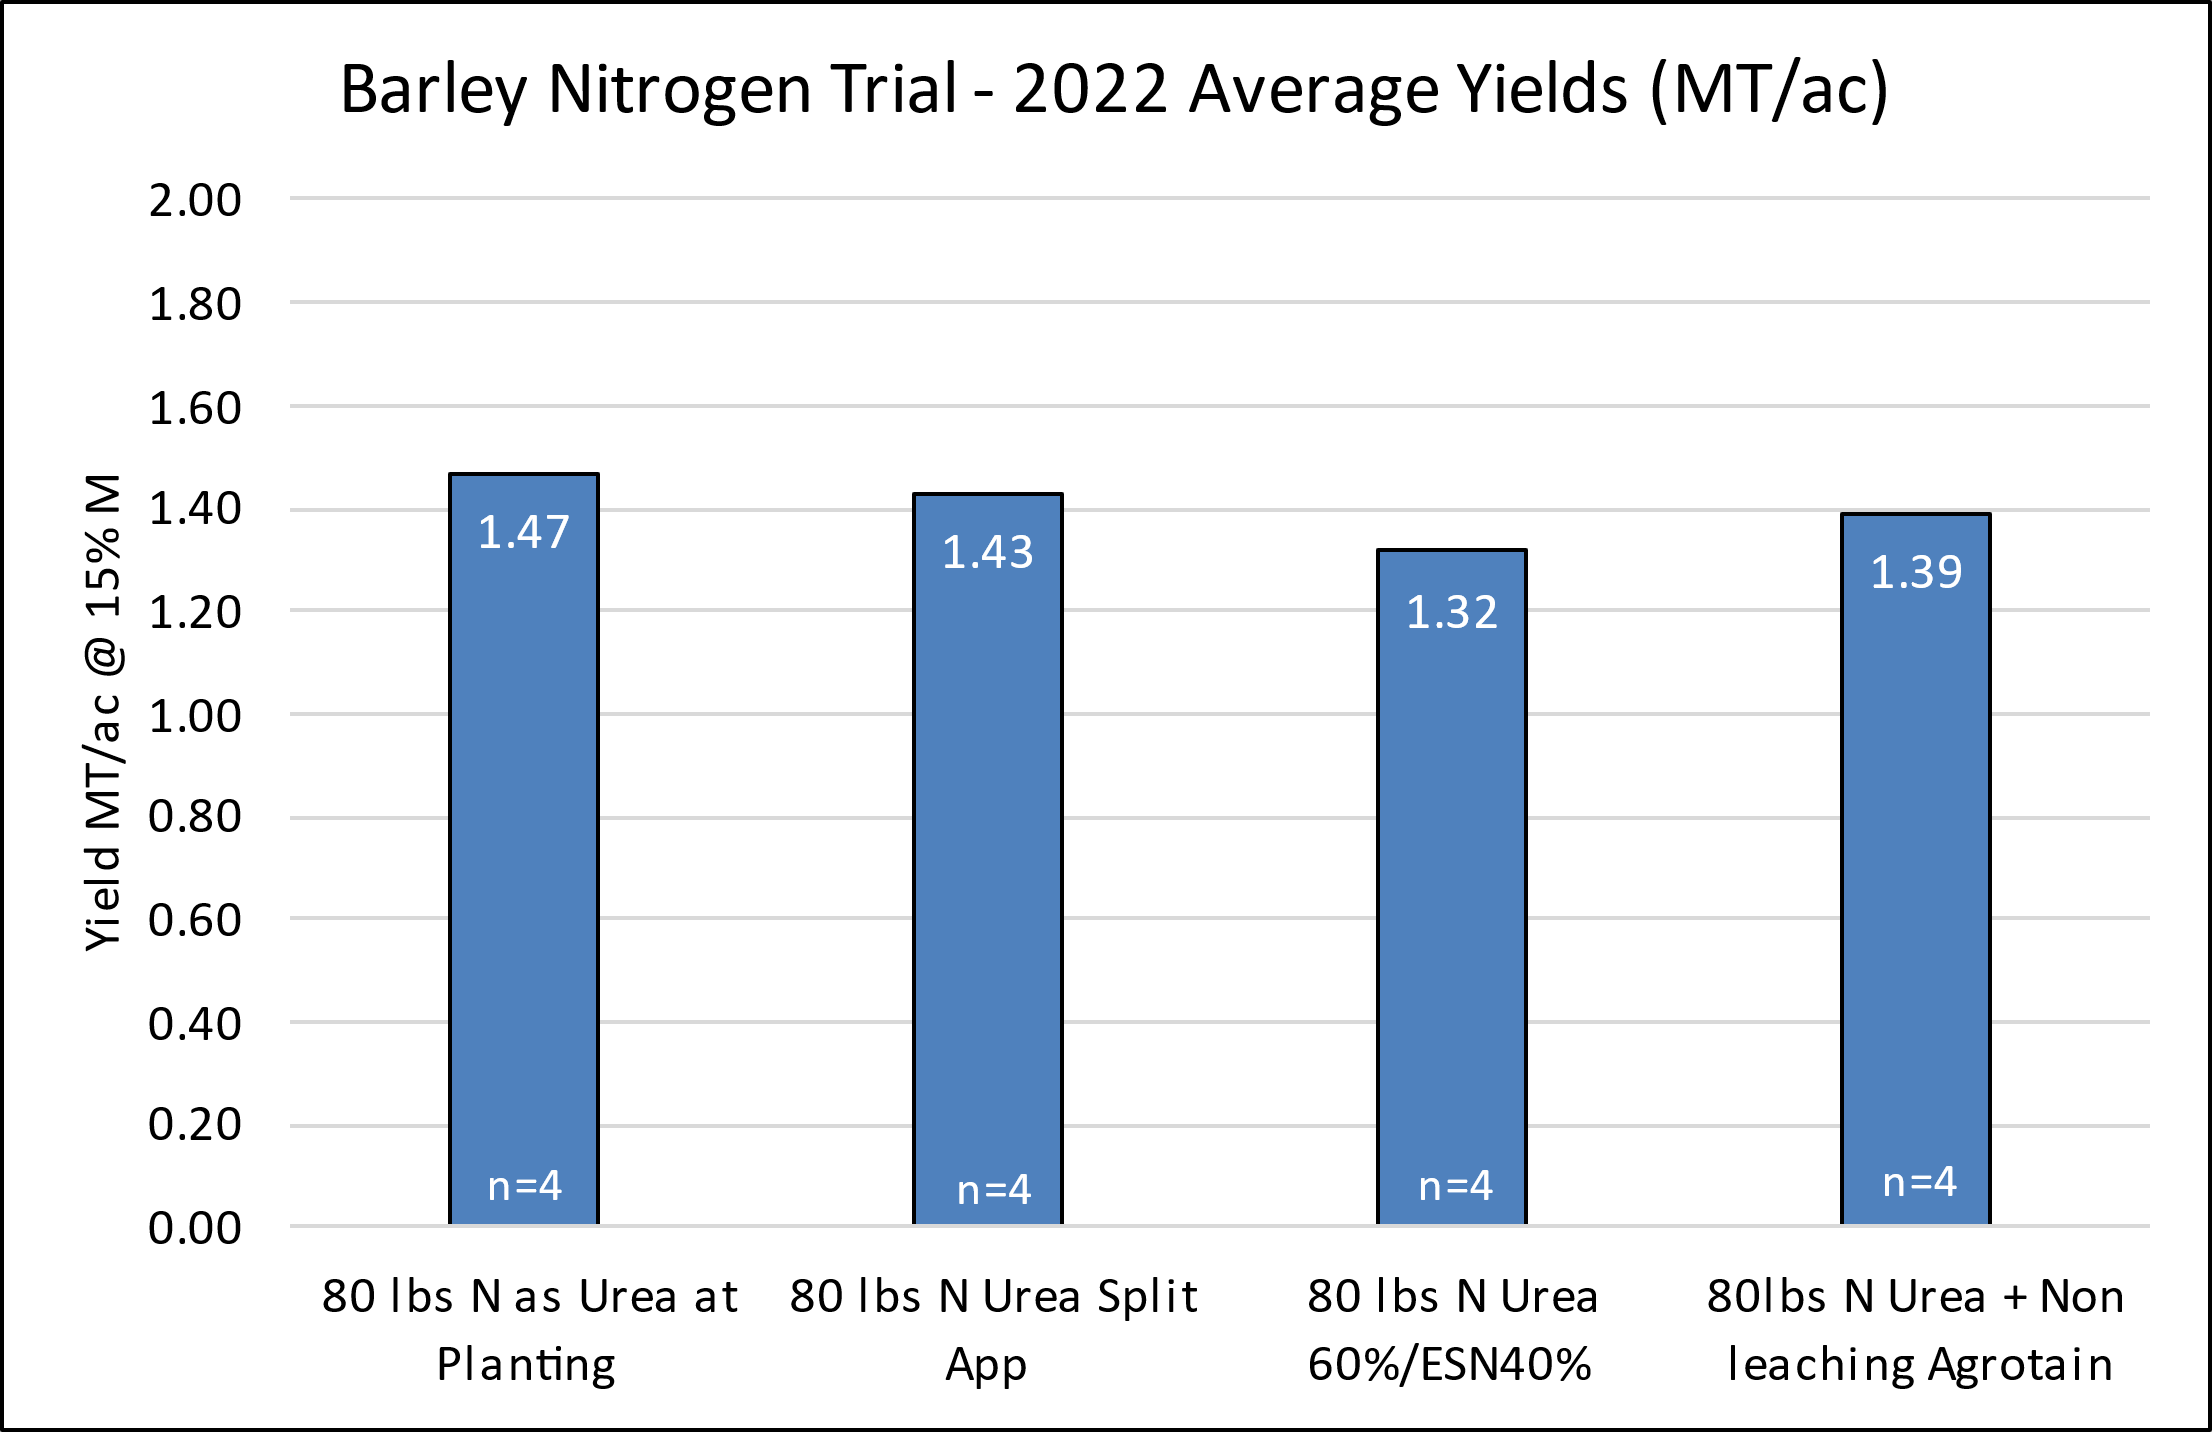 Barley Nitrogen Trial - 2022 Average Yields (MT/ac)
Yield MT/ac @ 15% M
2.00
1.80
1.60
1.40
1.20
1.00
0.80
0.60
0.40
0.20
0.00
1.47
1.43
1.32
1.39
n=4
n=4
n=4
n=4
80 lbs N as Urea at
Planting
80 lbs N Urea Split
App
80 lbs N Urea
60%/ESN40%
80lbs N Urea + Non
leaching Agrotain